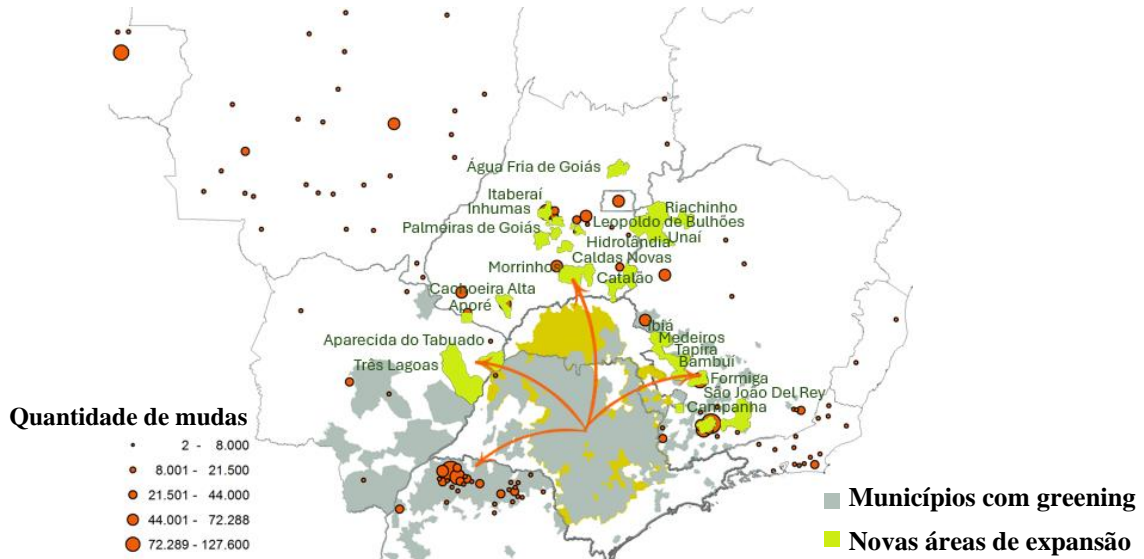 Água Fria de Goiás
Itaberaí
Inhumas
Riachinho
Leopoldo de Bulhões
Palmeiras de Goiás
Unaí
Hidrolândia
Caldas Novas
Morrinhos
Catalão
Cachoeira Alta
Aporé
Ibiá
Medeiros
Aparecida do Tabuado
Tapira
Bambuí
Três Lagoas
Formiga
São João Del Rey
Campanha
Quantidade de mudas
2 - 8.000
8.001 - 21.500
21.501 - 44.000
44.001 - 72.288
72.289 - 127.600
Municípios com greening
Novas áreas de expansão